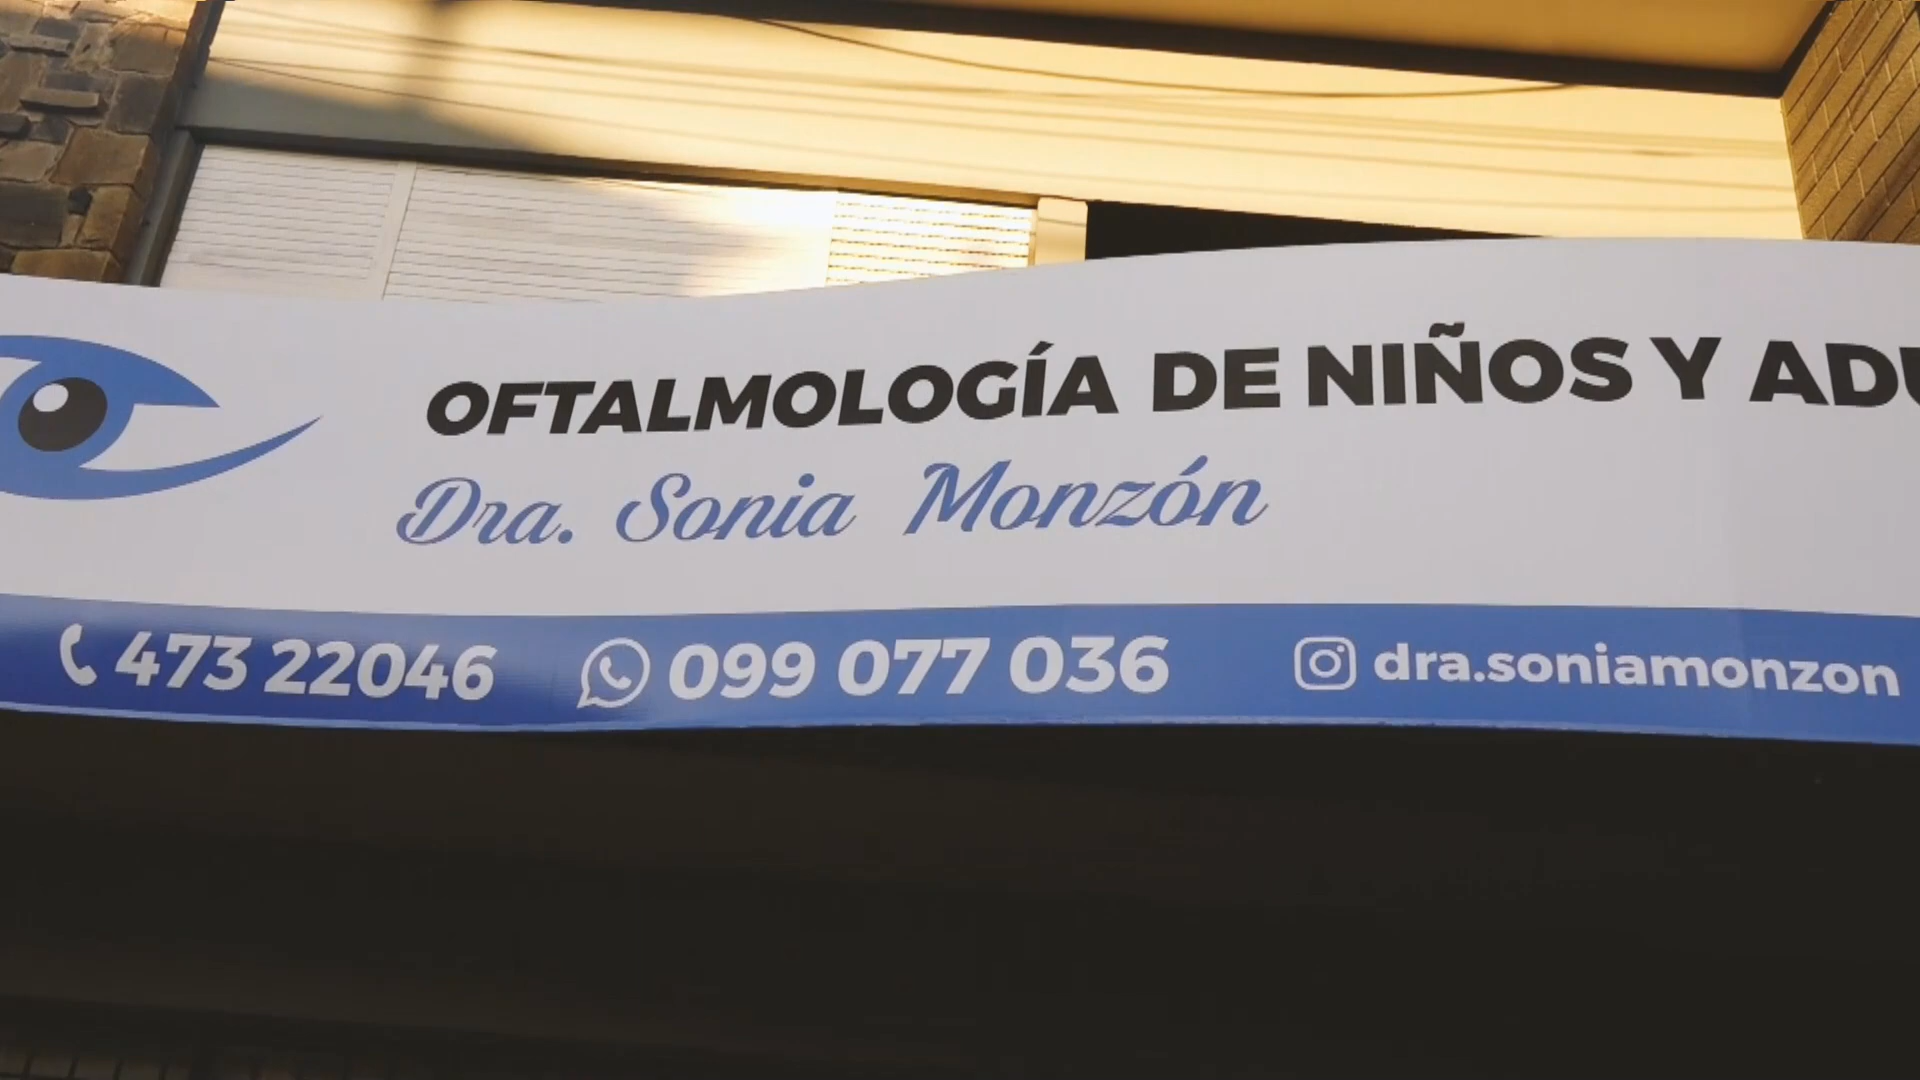 OFTALMOLOGÍA DE NIÑOS Y ADU
Dra. Sonia Monzón
473 22046 099 077 036 dra.soniamonzon